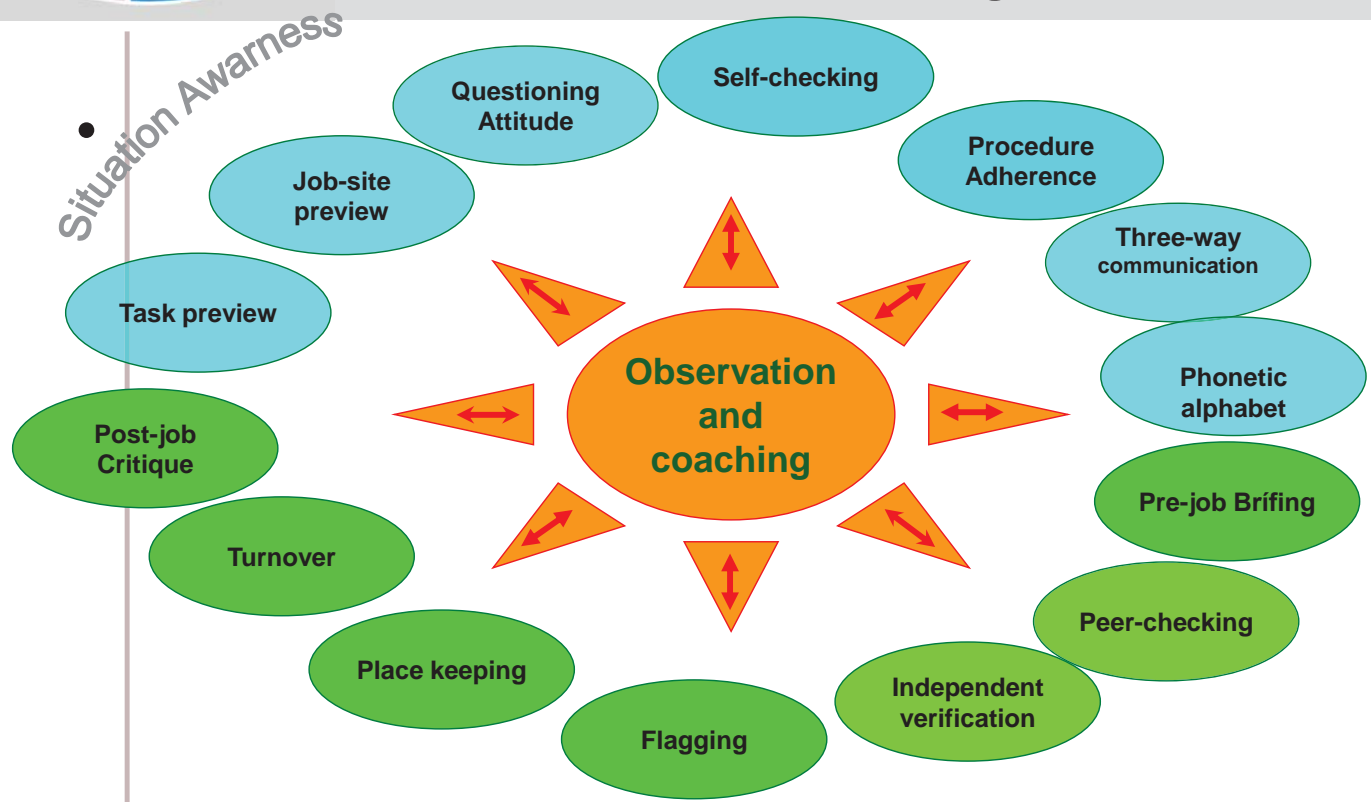 Situation Awarness
Self-checking
Questioning
Attitude
Procedure
Adherence
Job-site
preview
Three-way
communication
Task preview
Phonetic
alphabet
Observation
and
coaching
Post-job
Critique
Pre-job Brífing
Turnover
Peer-checking
Place keeping
Independent
verification
Flagging